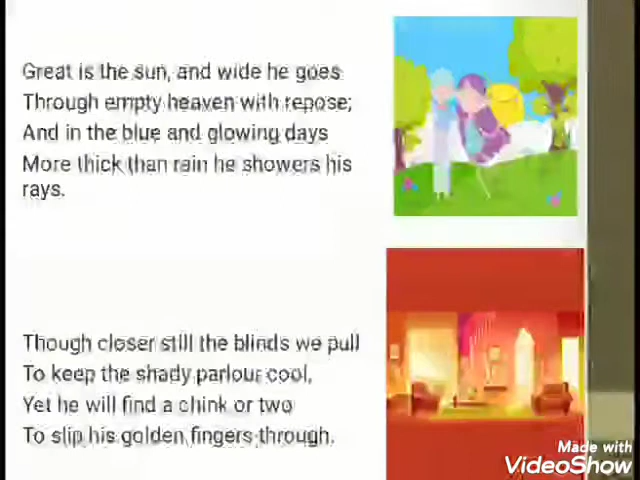 Great is the sun, and wide he goes
Through empty heaven with repose;
And in the blue and glowing days
More thick than rain he showers his
rays.
Though closer still the blinds we pull
To keep the shady parlour cool,
Yet he will find a chink or two
To slip his golden fingers through.
Made with
VideoShow